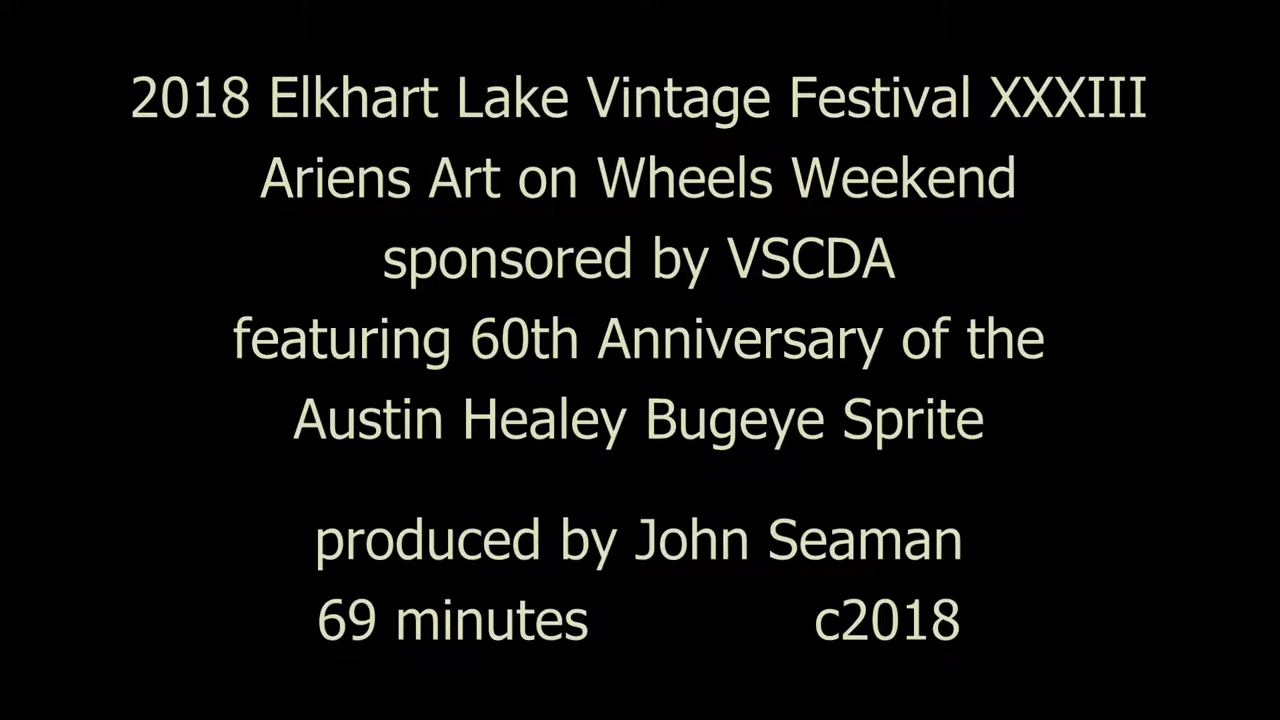 2018 Elkhart Lake Vintage Festival XXXIII
Ariens Art on Wheels Weekend
sponsored by VSCDA
featuring 60th Anniversary of the
Austin Healey Bugeye Sprite
produced by John Seaman
69 minutes c2018